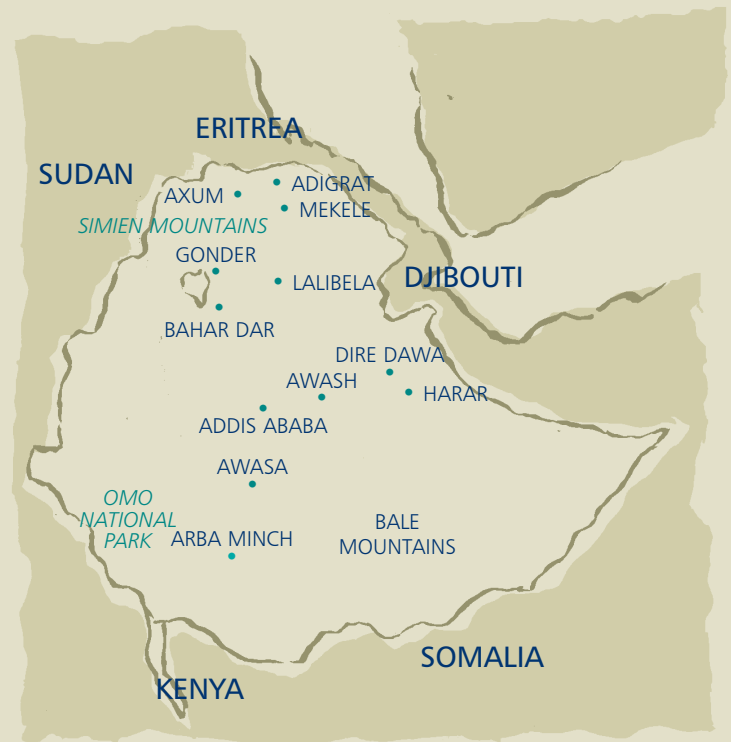 ERITREA
SUDAN
ADIGRAT
AXUM
MEKELE
SIMIEN MOUNTAINS
GONDER
DJIBOUTI
LALIBELA
BAHAR DAR
DIRE DAWA
AWASH
HARAR
ADDIS ABABA
AWASA
OMO
NATIONAL
PARK
ARBA MINCH
BALE
MOUNTAINS
SOMALIA
KENYA